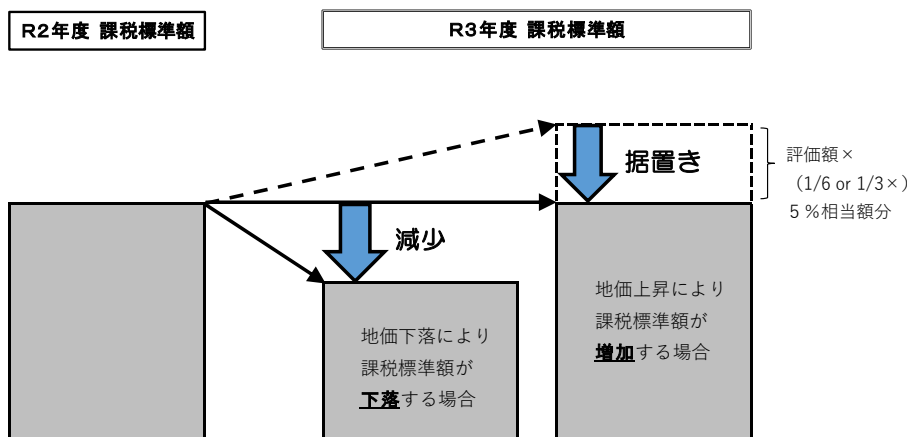 R2年度 課税標準額
R3年度 課税標準額
据置き
評価額×
（1/6 or 1/3×）
５％相当額分
減少
地価上昇により
課税標準額が
増加する場合
地価下落により
課税標準額が
下落する場合